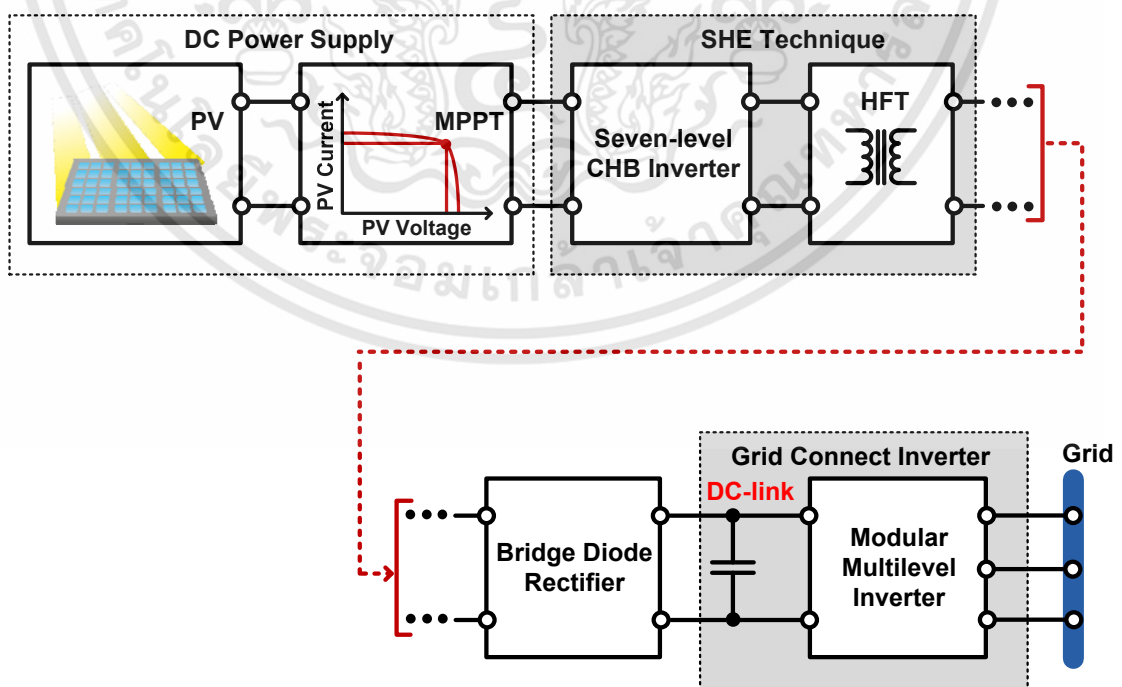 DC Power Supply
SHE Technique
PV
MPPT
PV Current
PV Voltage
Seven-level
CHB Inverter
HFT
Grid Connect Inverter
Grid
DC-link
Bridge Diode
Rectifier
Modular
Multilevel
Inverter